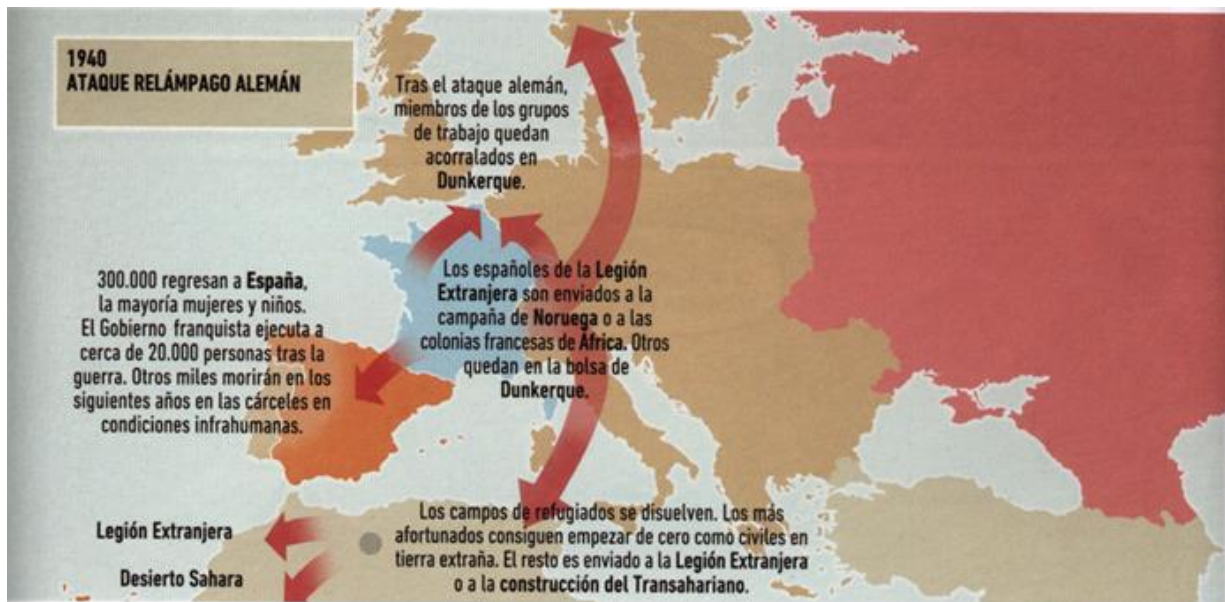 1940
ATAQUE RELÁMPAGO ALEMÁN
Tras el ataque alemán,
miembros de los grupos
de trabajo quedan
acorralados en
Dunkerque.
300.000 regresan a España,
la mayoría mujeres y niños.
El Gobierno franquista ejecuta a
cerca de 20.000 personas tras la
guerra. Otros miles morirán en los
siguientes años en las cárceles en
condiciones infrahumanas.
Los españoles de la Legión
Extranjera son enviados a la
campaña de Noruega o a las
colonias francesas de África. Otros
quedan en la bolsa de
Dunkerque.
Legión Extranjera
Desierto Sahara
Los campos de refugiados se disuelven. Los más
afortunados consiguen empezar de cero como civiles en
tierra extraña. El resto es enviado a la Legión Extranjera
o a la construcción del Transahariano.